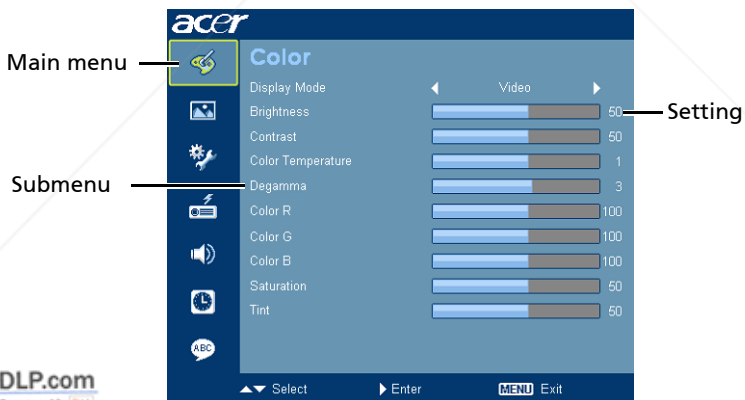 acer
Main menu
Color
Display Mode Video
Brightness 50
Setting
Contrast 50
Color Temperature 1
Submenu
Degamma 3
Color R 100
Color G 100
Color B 100
Saturation 50
Tint 50
ABC
DLP.com
Select Enter MENU Exit